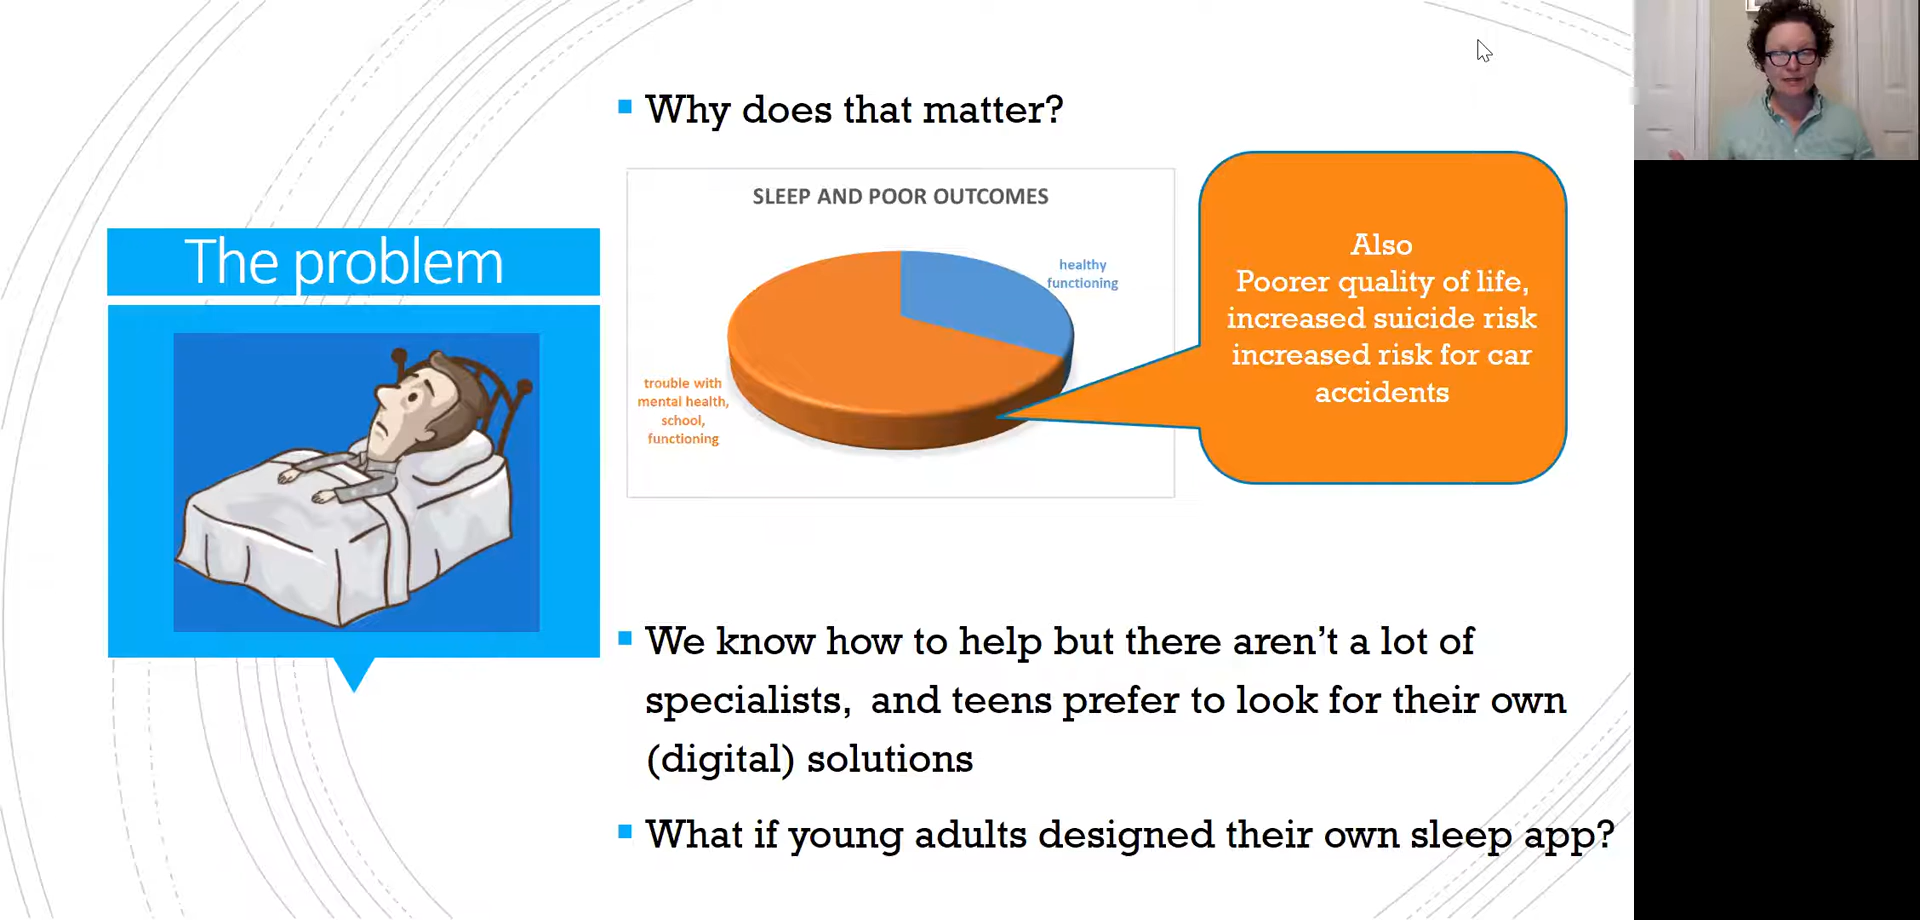 The problem
Why does that matter?
SLEEP AND POOR OUTCOMES
healthy
functioning
trouble with
mental health,
school,
functioning
Also
Poorer quality of life,
increased suicide risk
increased risk for car
accidents
We know how to help but there aren’t a lot of
specialists, and teens prefer to look for their own
(digital) solutions
What if young adults designed their own sleep app?